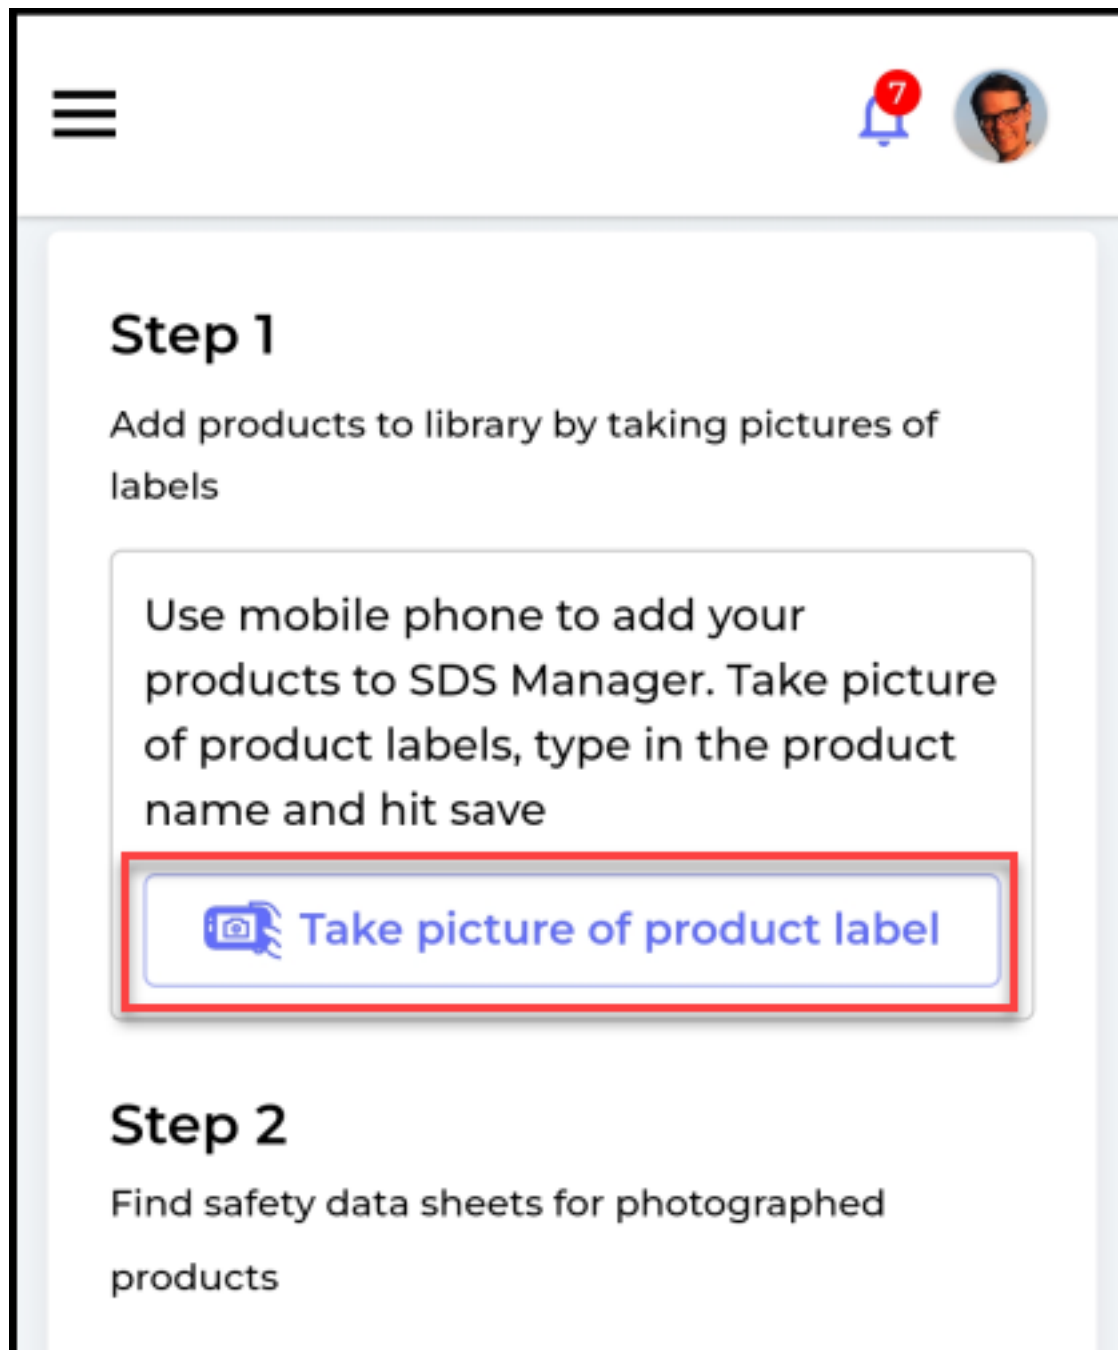 7
Step 1
Add products to library by taking pictures of
labels
Use mobile phone to add your
products to SDS Manager. Take picture
of product labels, type in the product
name and hit save
Take picture of product label
Step 2
Find safety data sheets for photographed
products